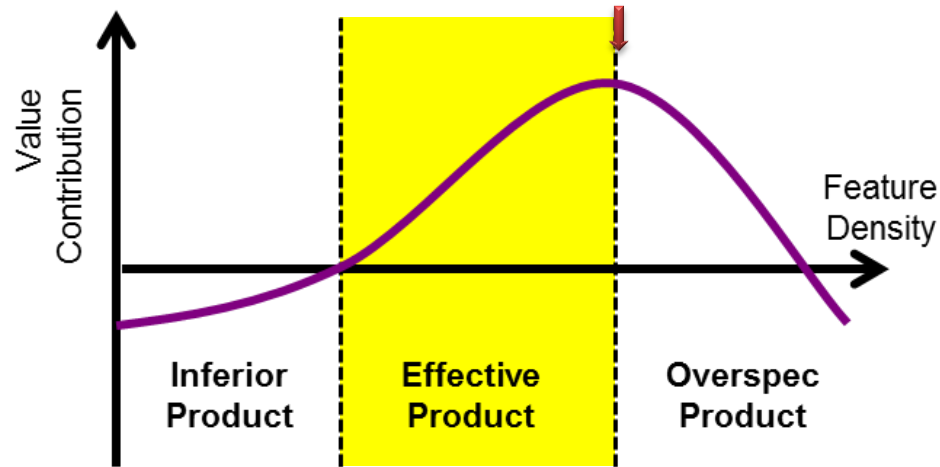 Value
Contribution
Feature
Density
Inferior
Product
Effective
Product
Overspec
Product